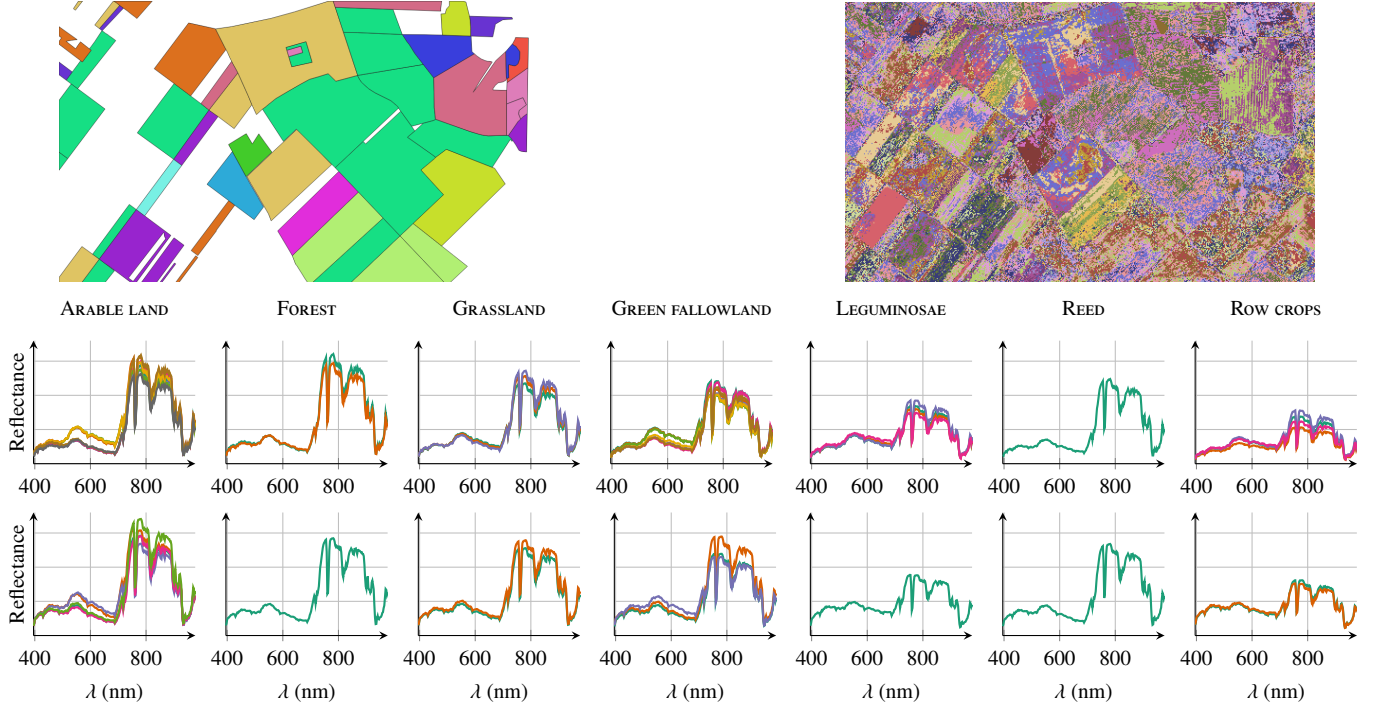 ARABLE LAND FOREST GRASSLAND GREEN FALLOWLAND LEGUMINOSAE REED ROW CROPS
Reflectance
400 600 800 400 600 800 400 600 800 400 600 800 400 600 800 400 600 800 400 600 800
Reflectance
400 600 800 400 600 800 400 600 800 400 600 800 400 600 800 400 600 800 400 600 800
λ (nm) λ (nm) λ (nm) λ (nm) λ (nm) λ (nm) λ (nm)